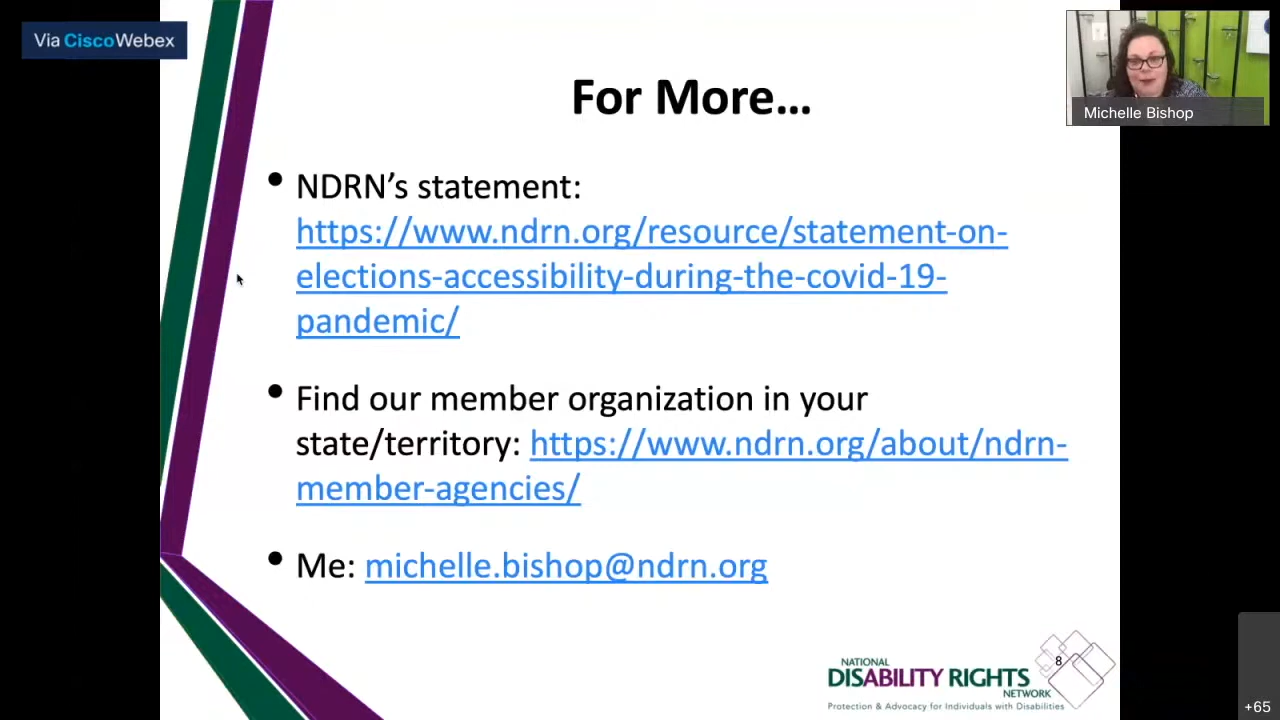 Via CiscoWebex
For More...
Michelle Bishop
• NDRN’s statement:
https://www.ndrn.org/resource/statement-on-
elections-accessibility-during-the-covid-19-
pandemic/
• Find our member organization in your
state/territory: https://www.ndrn.org/about/ndrn-
member-agencies/
• Me: michelle.bishop@ndrn.org
8
NATIONAL
DISABILITY RIGHTS
NETWORK
Protection & Advocacy for Individuals with Disabilities
+65